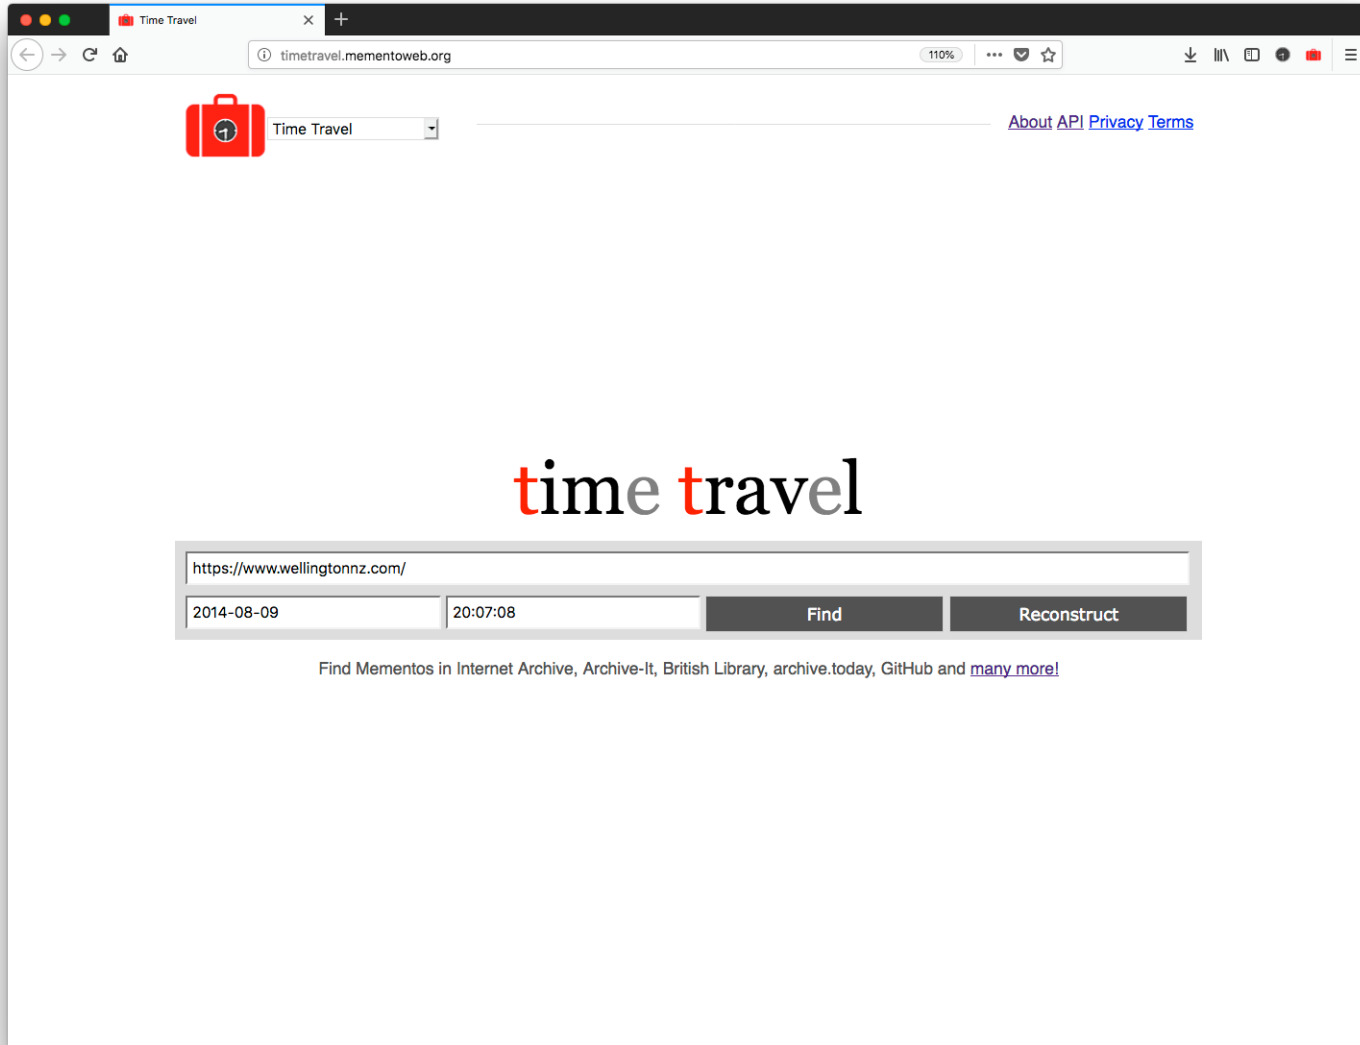 Time Travel
timetravel.mementoweb.org
110%
Time Travel
About API Privacy Terms
time travel
https://www.wellingtonnz.com/
2014-08-09
20:07:08
Find
Reconstruct
Find Mementos in Internet Archive, Archive-It, British Library, archive.today, GitHub and many more!